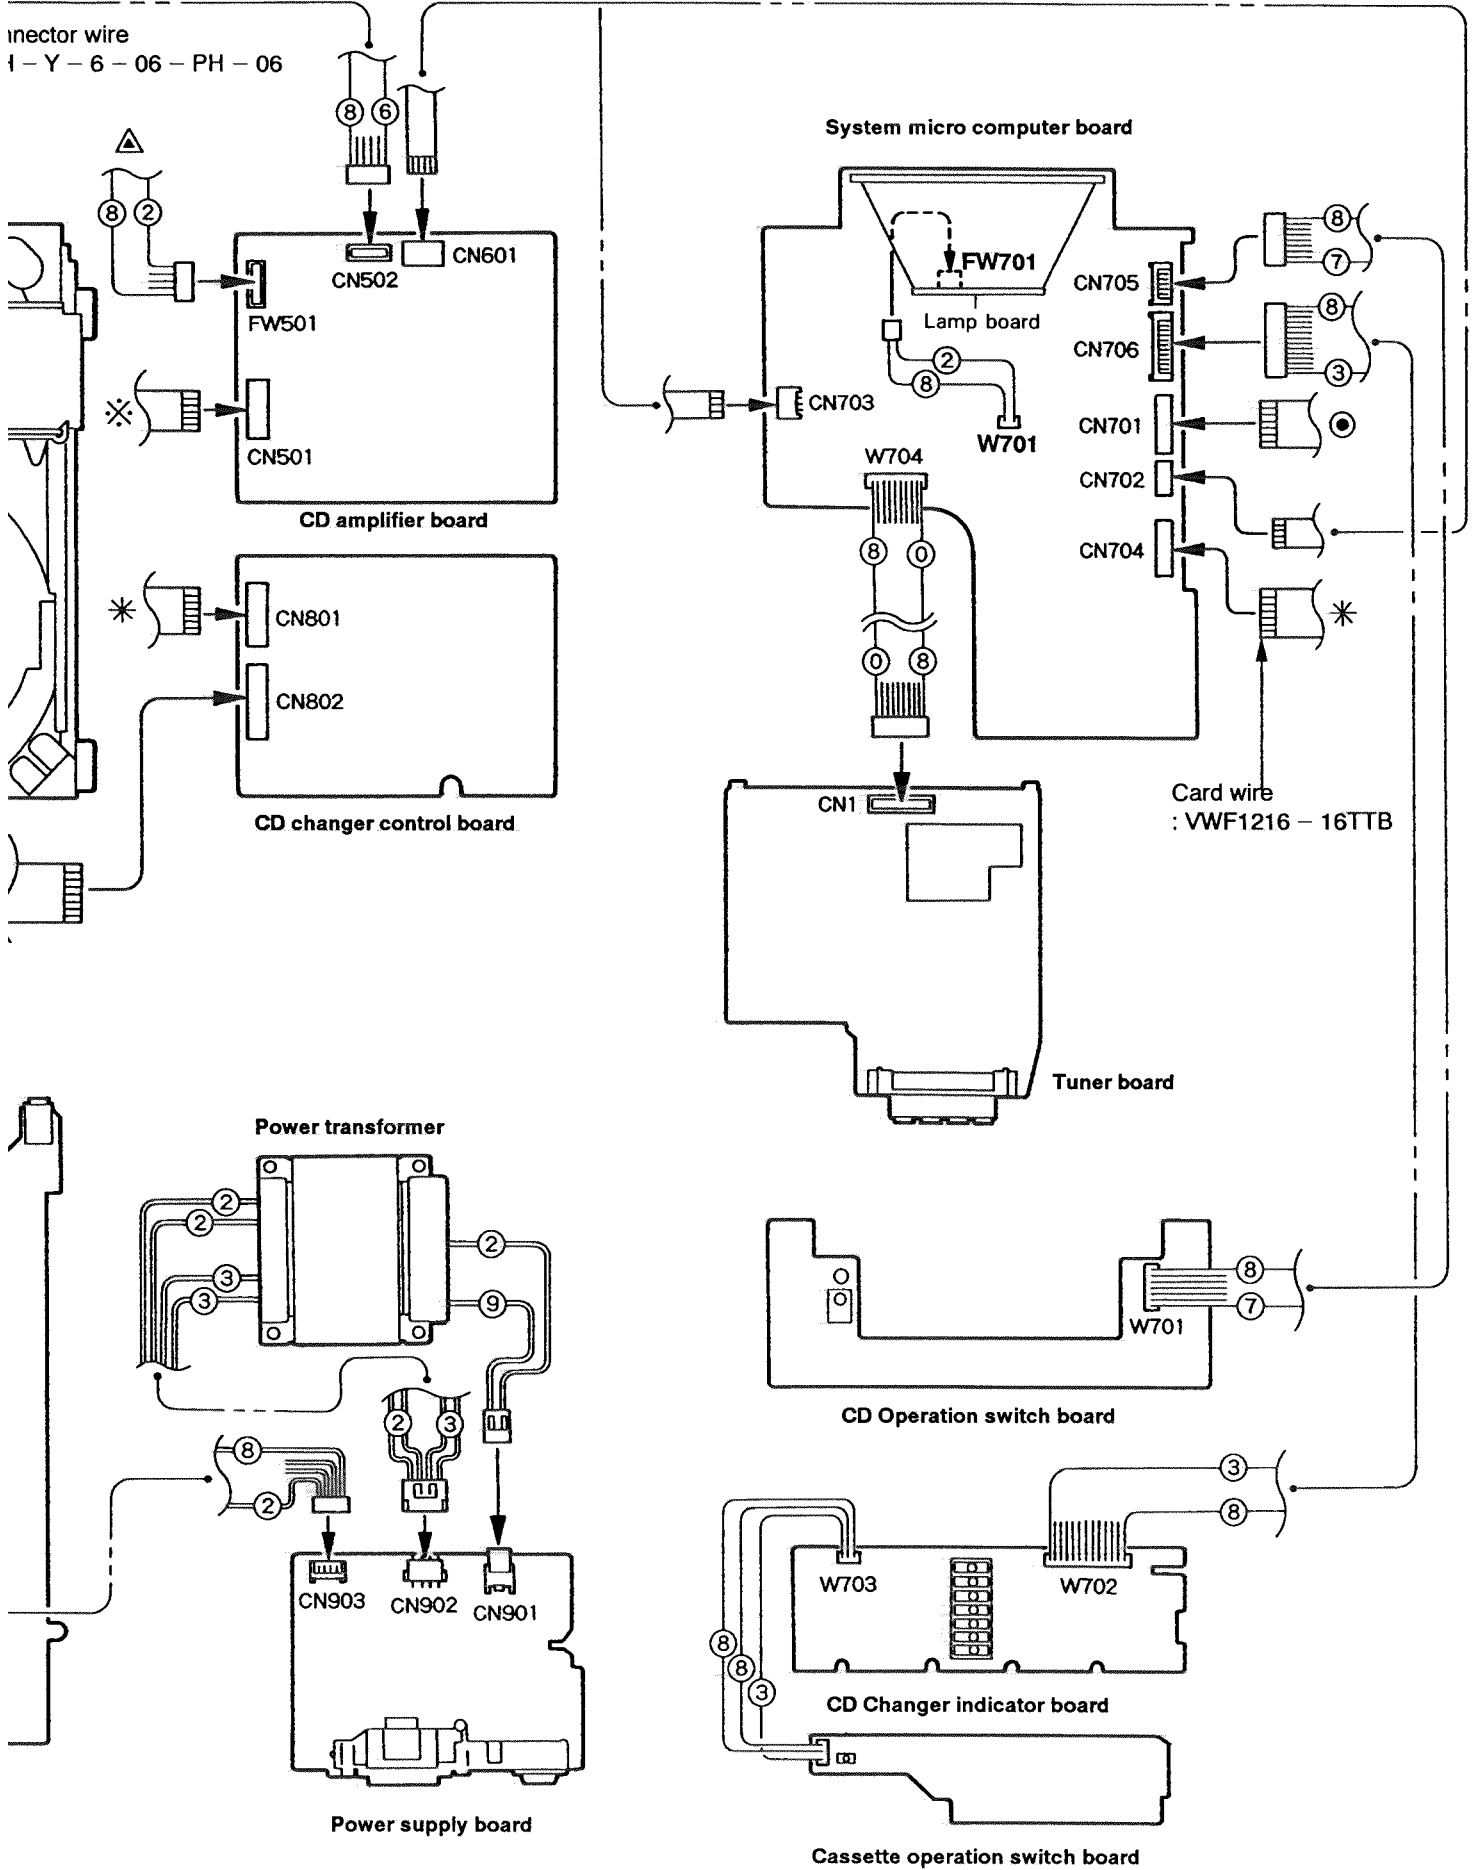 nnector wire
H – Y – 6 – 06 – PH – 06
8
6
8
2
CN502
CN601
FW501
※
CN501
CD amplifier board
✳
CN801
CN802
CD changer control board
System micro computer board
FW701
Lamp board
2
8
W701
CN703
W704
8
0
0
8
CN705
8
7
CN706
8
3
CN701
CN702
CN704
✳
Card wire
: VWF1216 – 16TTB
CN1
Tuner board
Power transformer
2
2
3
3
2
9
2
3
8
2
CN903
CN902
CN901
Power supply board
W701
8
7
CD Operation switch board
3
8
W703
W702
8
8
3
CD Changer indicator board
Cassette operation switch board